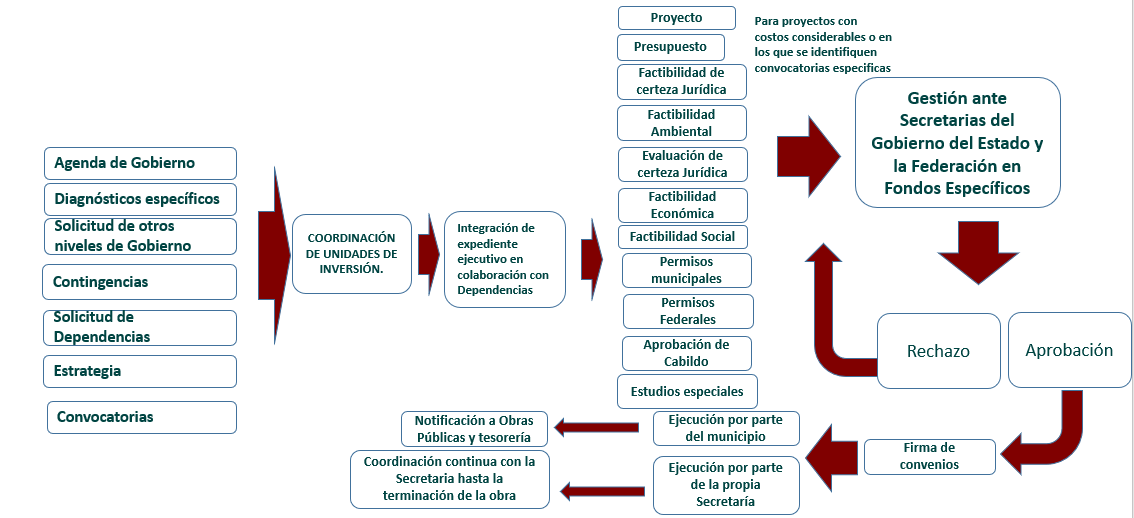 Agenda de Gobierno
Diagnósticos específicos
Solicitud de otros
niveles de Gobierno
Contingencias
Solicitud de
Dependencias
Estrategia
Convocatorias
COORDINACIÓN
DE UNIDADES DE
INVERSIÓN.
Integración de
expediente
ejecutivo en
colaboración con
Dependencias
Proyecto
Presupuesto
Factibilidad de
certeza Jurídica
Factibilidad
Ambiental
Evaluación de
certeza Jurídica
Factibilidad
Económica
Factibilidad Social
Permisos
municipales
Permisos
Federales
Aprobación de
Cabildo
Estudios especiales
Para proyectos con
costos considerables o en
los que se identifiquen
convocatorias especificas
Gestión ante
Secretarias del
Gobierno del Estado y
la Federación en
Fondos Específicos
Rechazo
Aprobación
Firma de
convenios
Ejecución por parte
del municipio
Ejecución por parte
de la propia
Secretaría
Notificación a Obras
Públicas y tesorería
Coordinación continua con la
Secretaria hasta la
terminación de la obra